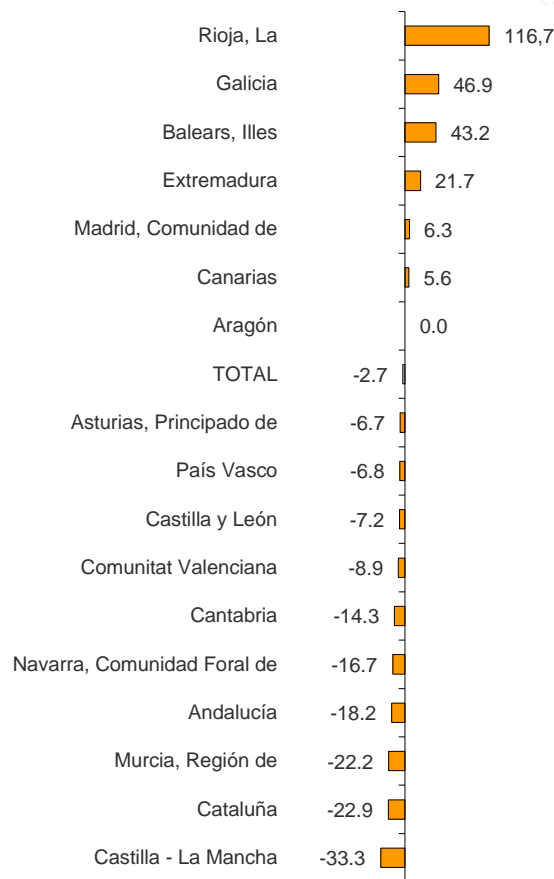 Rioja, La 116,7
Galicia 46.9
Balears, Illes 43.2
Extremadura 21.7
Madrid, Comunidad de 6.3
Canarias 5.6
Aragón 0.0
TOTAL -2.7
Asturias, Principado de -6.7
País Vasco -6.8
Castilla y León -7.2
Comunitat Valenciana -8.9
Cantabria -14.3
Navarra, Comunidad Foral de -16.7
Andalucía -18.2
Murcia, Región de -22.2
Cataluña -22.9
Castilla - La Mancha -33.3